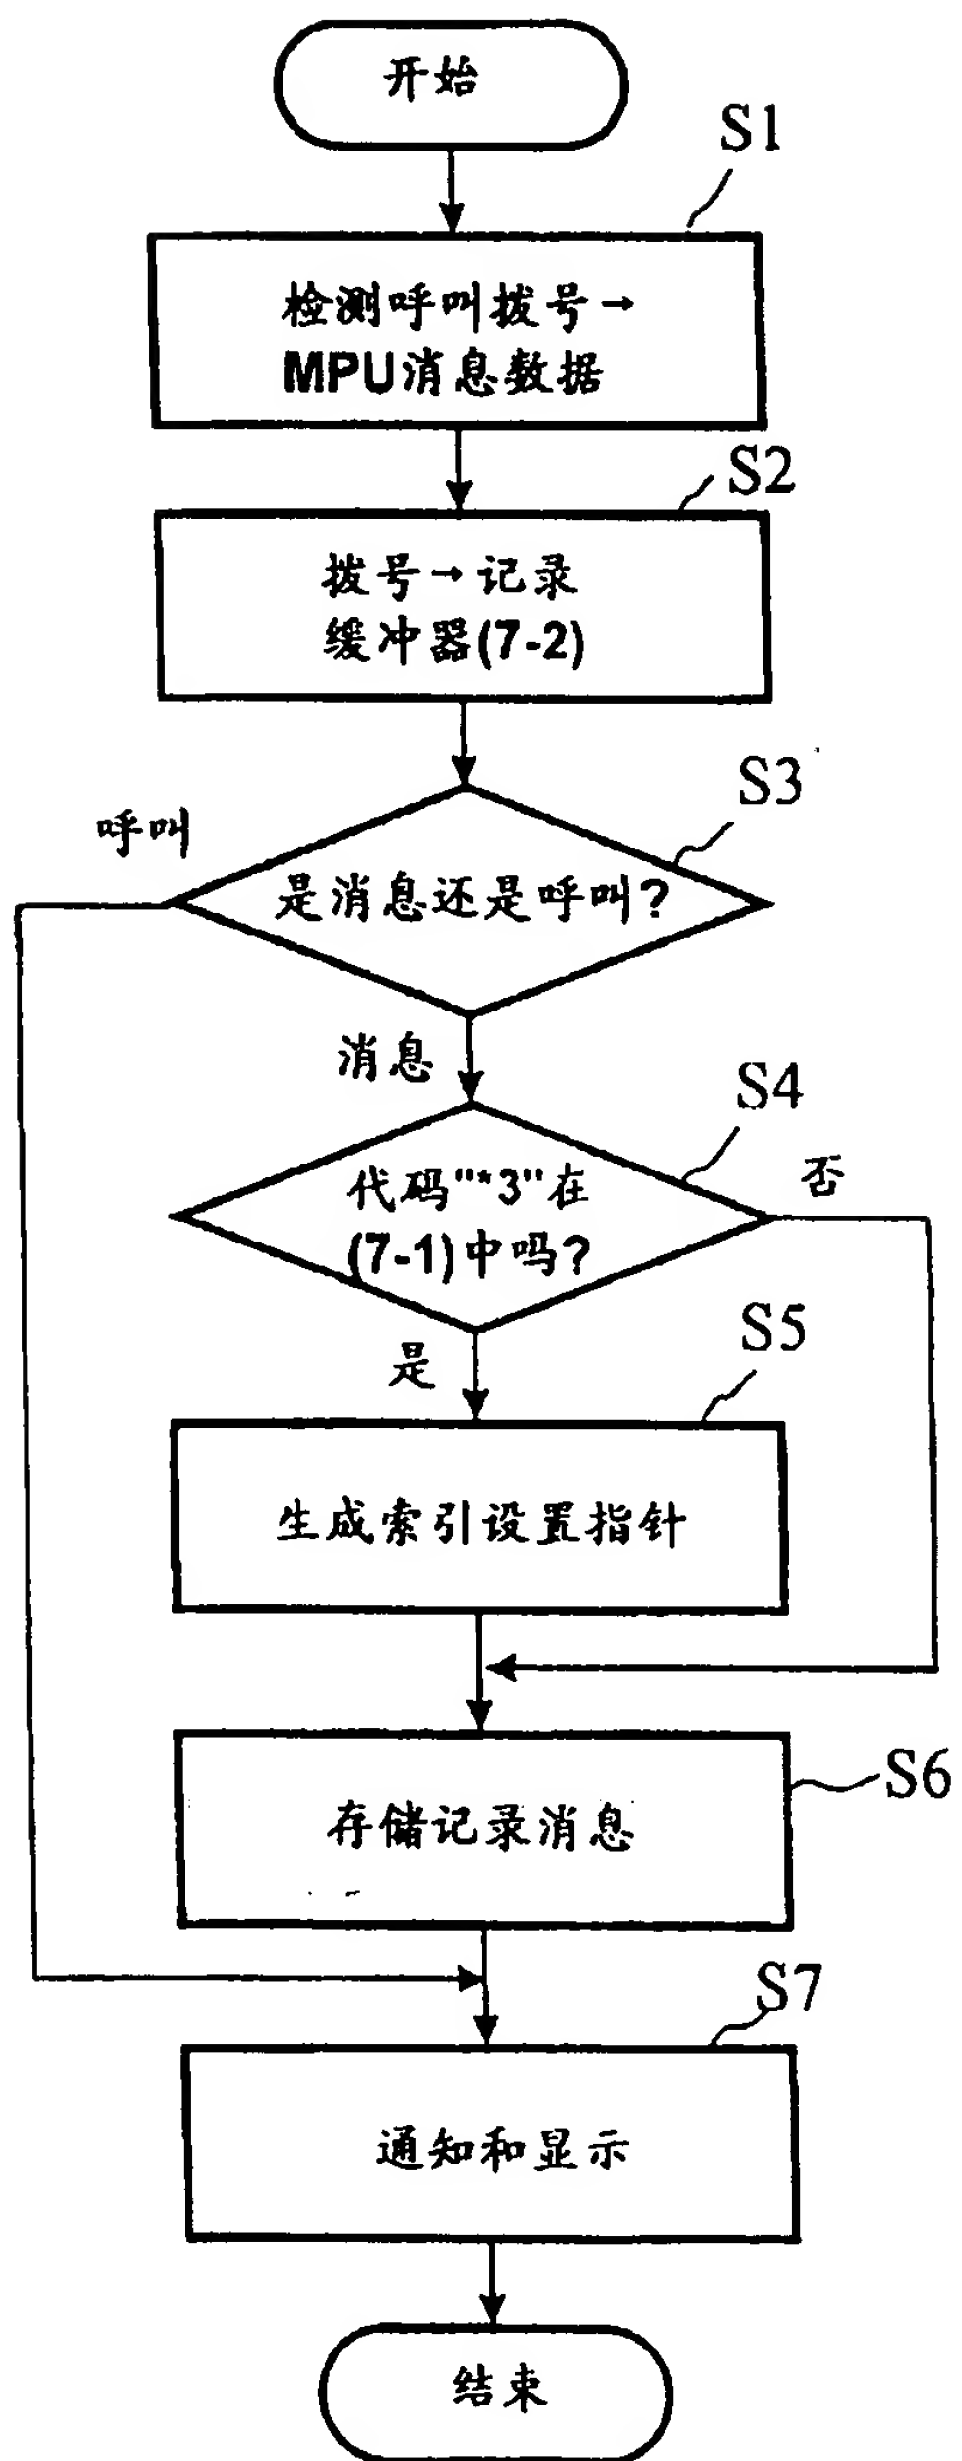 开始
S1
检测呼叫拨号→
MPU消息数据
S2
拨号→记录
缓冲器(7-2)
S3
呼叫
是消息还是呼叫?
消息
S4
代码"*3"在
(7-1)中吗?
否
是
S5
生成索引设置指针
S6
存储记录消息
S7
通知和显示
结束